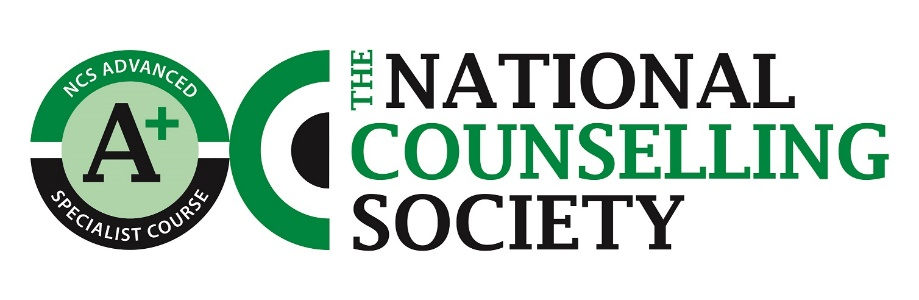 NCS ADVANCED
A+
SPECIALIST COURSE
THE
NATIONAL
COUNSELLING
SOCIETY